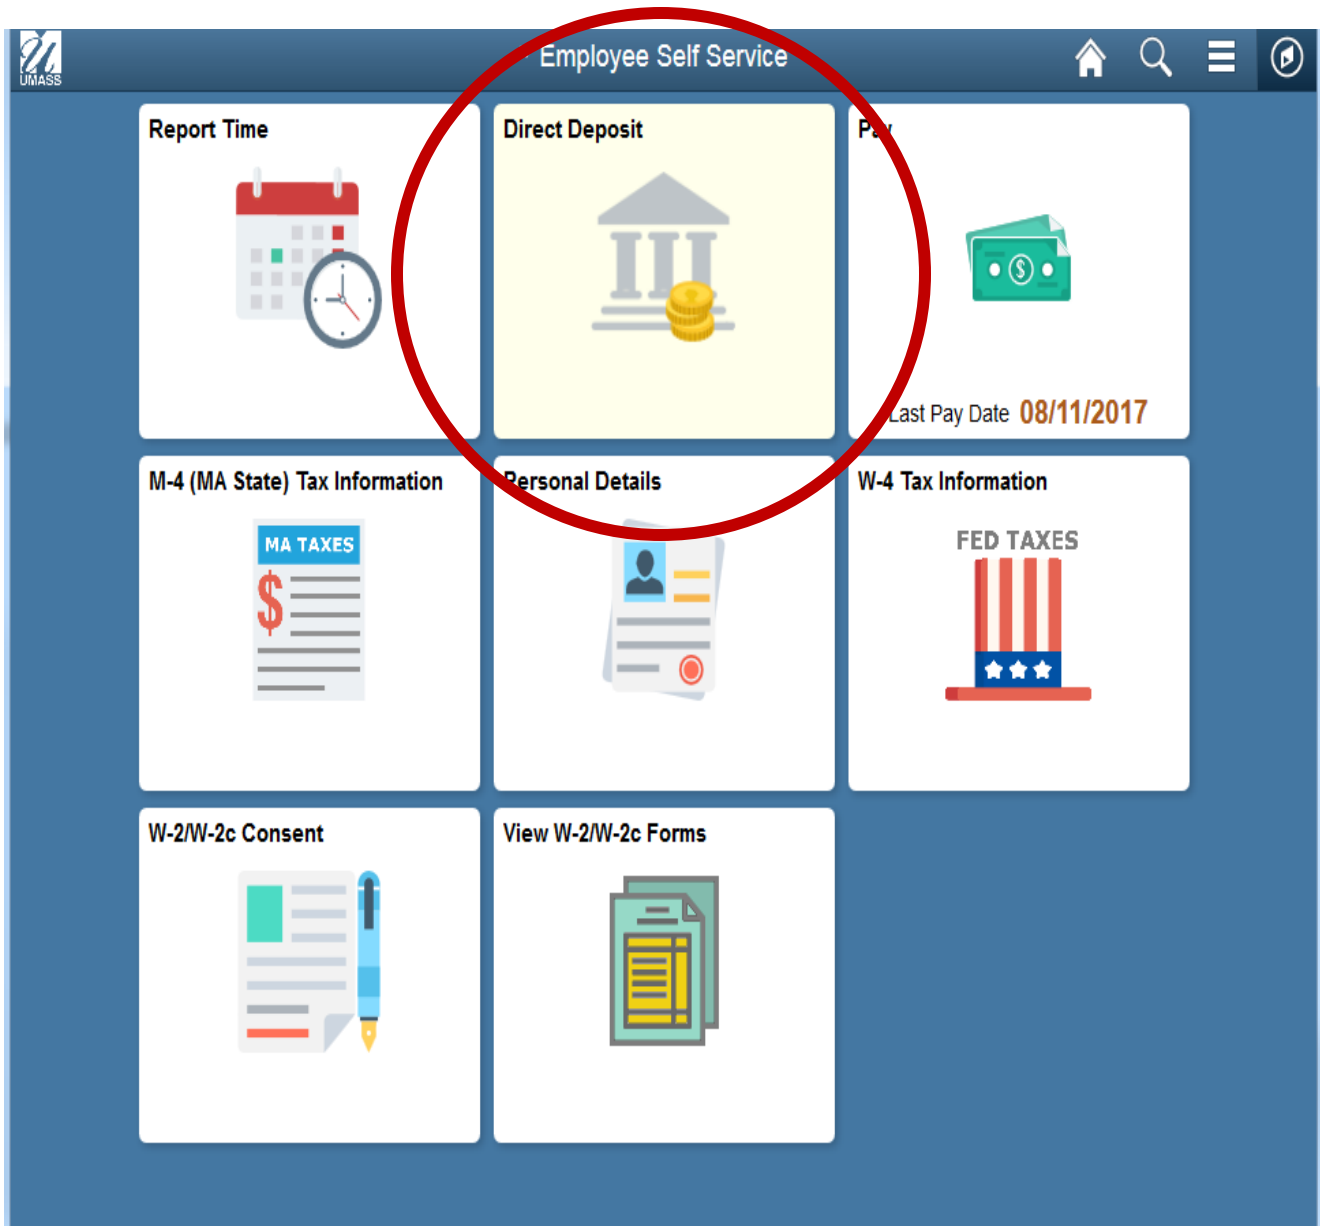 UMASS
Employee Self Service
Report Time
Direct Deposit
Pay
Last Pay Date 08/11/2017
M-4 (MA State) Tax Information
Personal Details
W-4 Tax Information
MA TAXES
$
FED TAXES
W-2/W-2c Consent
View W-2/W-2c Forms